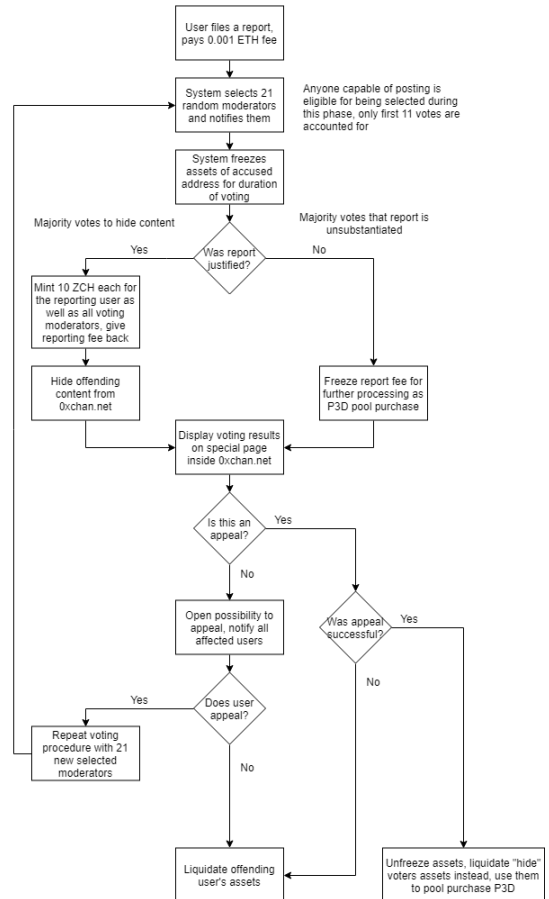 User files a report,
pays 0.001 ETH fee
System selects 21
random moderators
and notifies them
Anyone capable of posting is
eligible for being selected during
this phase, only first 11 votes are
accounted for
System freezes
assets of accused
address for duration
of voting
Majority votes to hide content
Majority votes that report is
unsubstantiated
Yes
Was report
justified?
No
Mint 10 ZCH each for
the reporting user as
well as all voting
moderators, give
reporting fee back
Hide offending
content from
0xchan.net
Freeze report fee for
further processing as
P3D pool purchase
Display voting results
on special page
inside 0xchan.net
Is this an
appeal?
Yes
No
Open possibility to
appeal, notify all
affected users
Was appeal
successful?
Yes
No
Does user
appeal?
Yes
No
Repeat voting
procedure with 21
new selected
moderators
Liquidate offending
user's assets
Unfreeze assets, liquidate "hide"
voters assets instead, use them
to pool purchase P3D